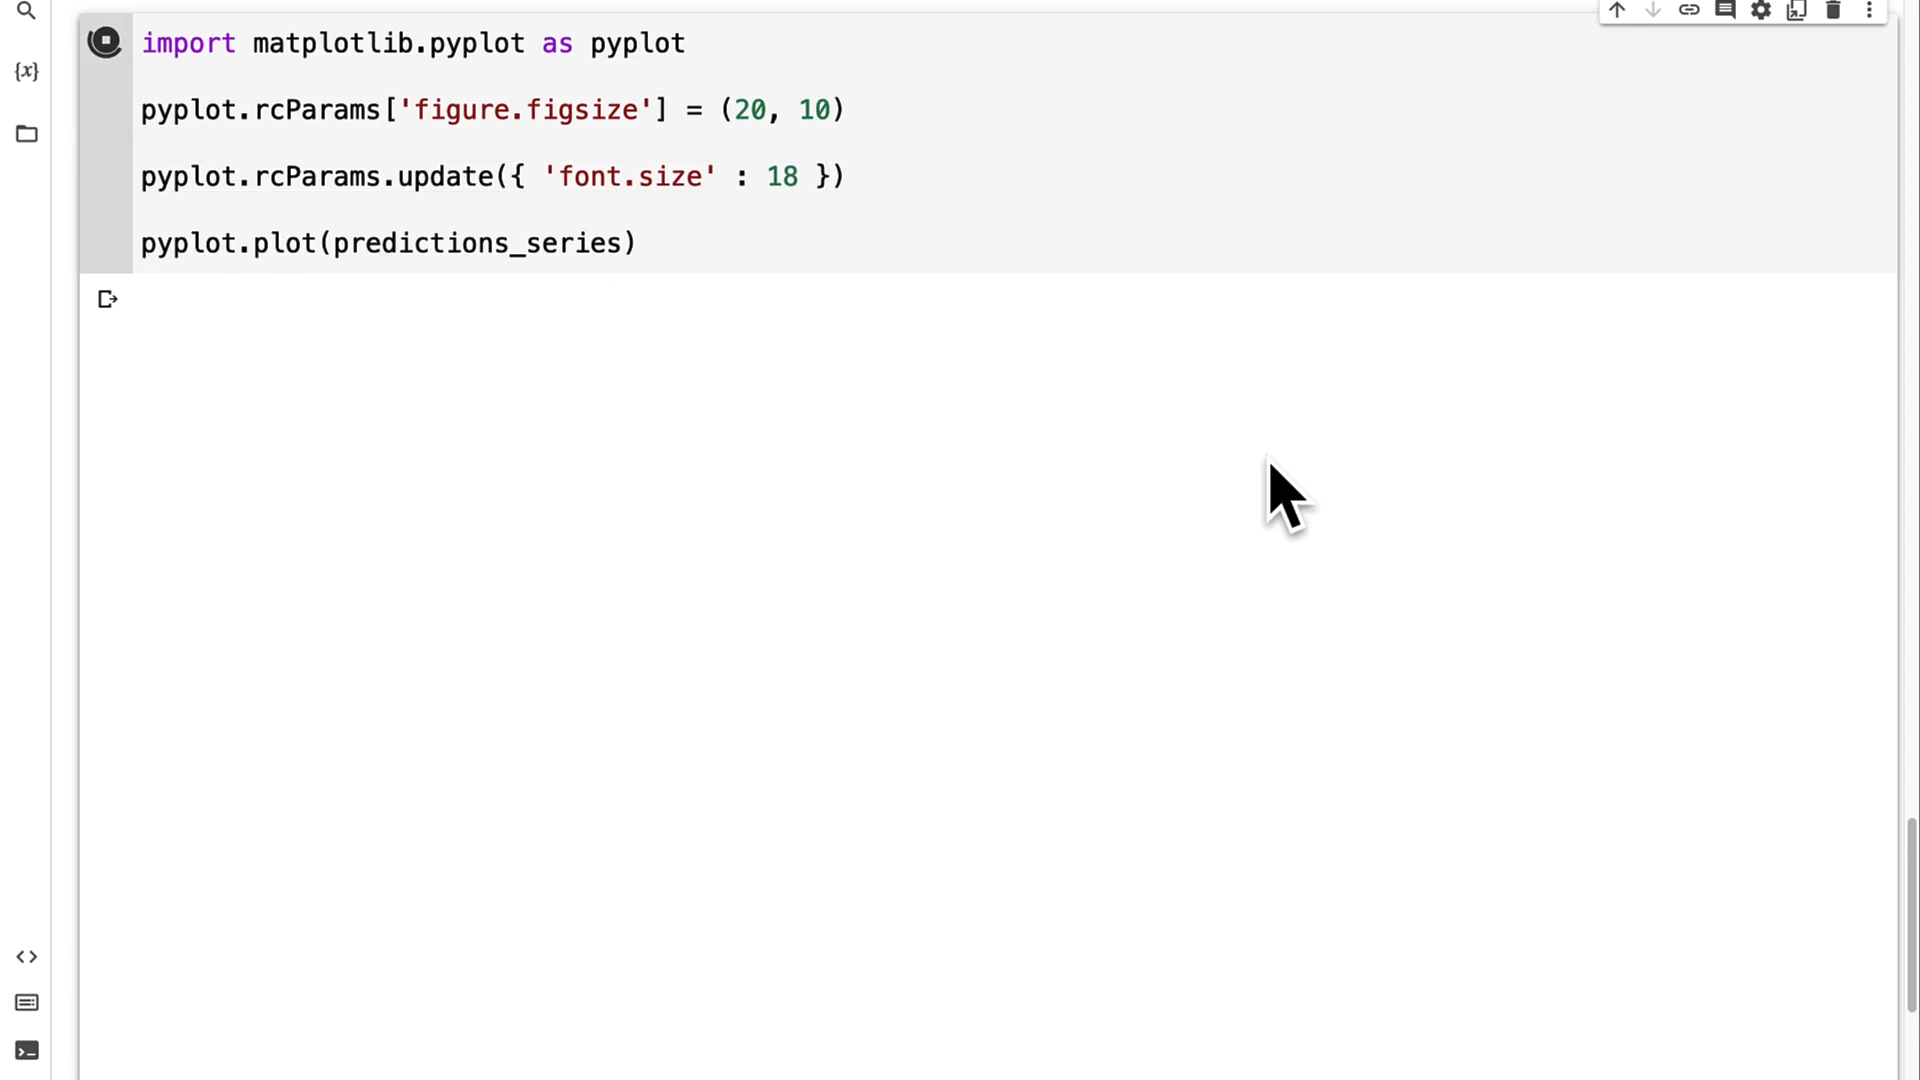 {x}
import matplotlib.pyplot as pyplot
pyplot.rcParams['figure.figsize'] = (20, 10)
pyplot.rcParams.update({ 'font.size' : 18 })
pyplot.plot(predictions_series)